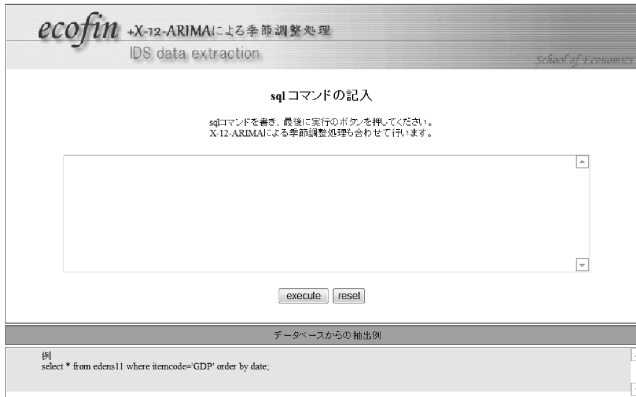 ecofin +X-12-ARIMAによる季節調整処理
IDS data extraction
School of Economics
sqlコマンドの記入
sqlコマンドを書き、最後に実行のボタンを押してください。
X-12-ARIMAによる季節調整処理も合わせて行います。
execute reset
データベースからの抽出例
例
select * from edens11 where itemcode='GDP' order by date;